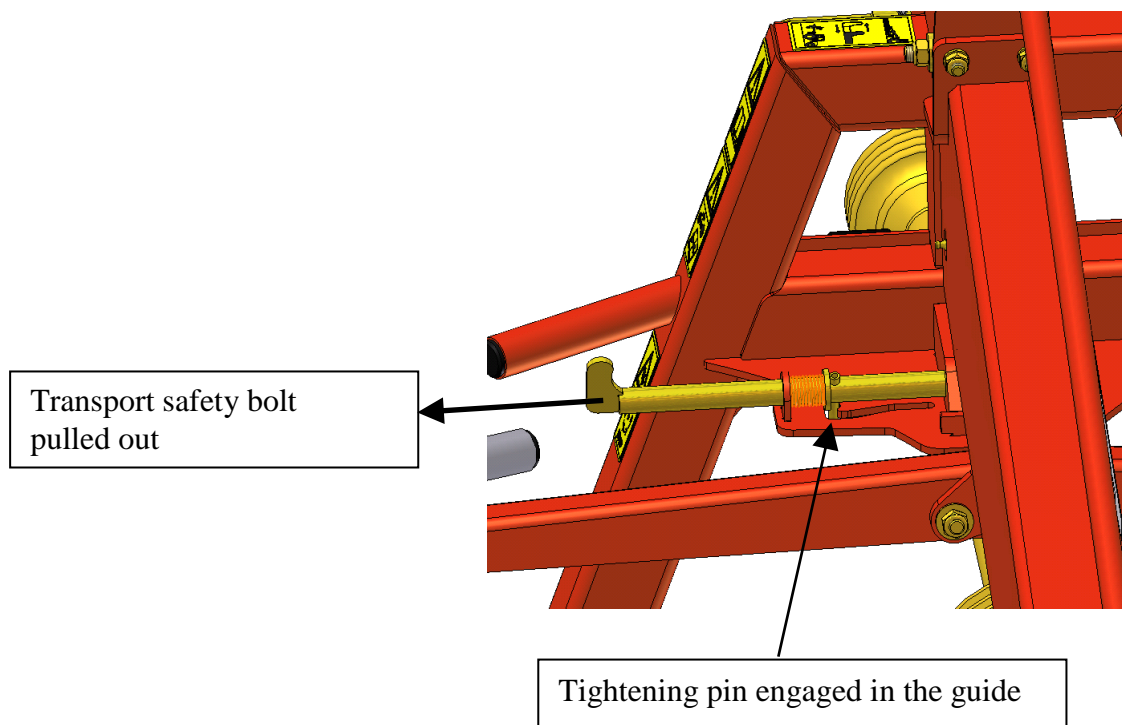 Transport safety bolt
pulled out
Tightening pin engaged in the guide